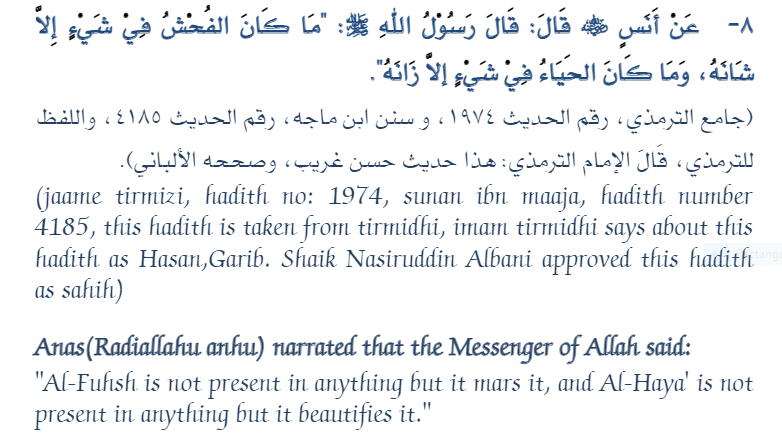 ٨- عَنْ أَنَسٍ ﷺ قَالَ: قَالَ رَسُوْلُ اللّٰهِ ﷺ: "مَا كَانَ الفُحْشُ فِيْ شَيْءٍ إِلاَّ
شَانَهُ، وَمَا كَانَ الحَيَاءُ فِيْ شَيْءٍ إلاَّ زَانَهُ".
(جامع الترمذي، رقم الحديث ١٩٧٤، و سنن ابن ماجه، رقم الحديث ٤١٨٥، واللفظ
للترمذي، قَالَ الإمام الترمذي: هذا حديث حسن غريب، وصححه الألباني).
(jaame tirmizi, hadith no: 1974, sunan ibn maaja, hadith number
4185, this hadith is taken from tirmidhi, imam tirmidhi says about this
hadith as Hasan,Garib. Shaik Nasiruddin Albani approved this hadith
as sahih)
Anas(Radiallahu anhu) narrated that the Messenger of Allah said:
"Al-Fuhsh is not present in anything but it mars it, and Al-Haya' is not
present in anything but it beautifies it."